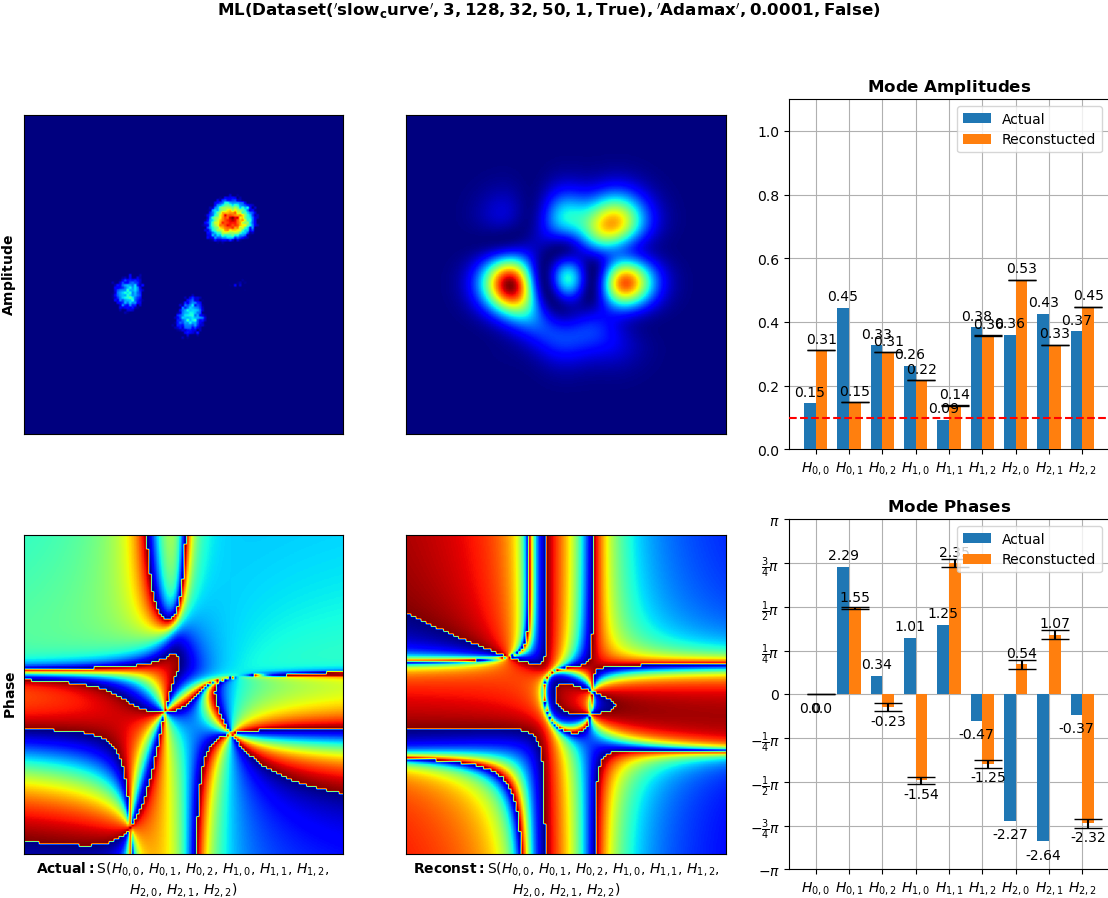 ML(Dataset('slow_curve', 3, 128, 32, 50, 1, True), 'Adamax', 0.0001, False)
Amplitude
Mode Amplitudes
Actual
Reconstucted
1.0
0.8
0.6
0.4
0.2
0.0
0.15 0.31 0.45 0.15 0.33 0.31 0.26 0.22 0.09 0.14 0.38 0.36 0.36 0.53 0.43 0.33 0.37 0.45
H0,0 H0,1 H0,2 H1,0 H1,1 H1,2 H2,0 H2,1 H2,2
Phase
Actual: S(H0,0, H0,1, H0,2, H1,0, H1,1, H1,2,
H2,0, H2,1, H2,2)
Reconst: S(H0,0, H0,1, H0,2, H1,0, H1,1, H1,2,
H2,0, H2,1, H2,2)
Mode Phases
Actual
Reconstucted
π
3/4π
1/2π
1/4π
0
−1/4π
−1/2π
−3/4π
−π
0.0 0.0 2.29 1.55 0.34 -0.23 1.01 -1.54 1.25 -0.47 -1.25 -2.27 0.54 -2.64 1.07 -0.37 -2.32
H0,0 H0,1 H0,2 H1,0 H1,1 H1,2 H2,0 H2,1 H2,2